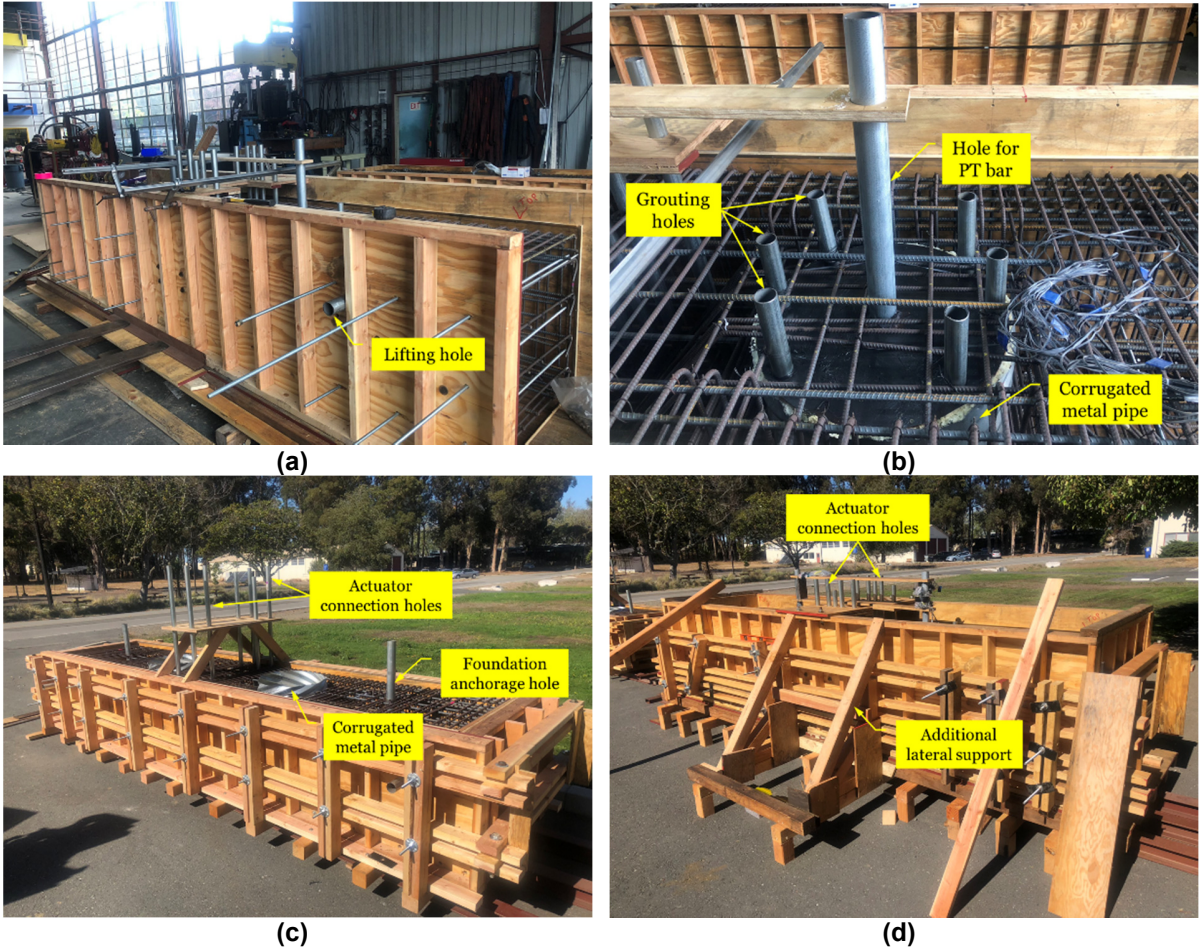 Lifting hole
(a)
Hole for
PT bar
Grouting
holes
Corrugated
metal pipe
(b)
Actuator
connection holes
Foundation
anchorage hole
Corrugated
metal pipe
(c)
Actuator
connection holes
Additional
lateral support
(d)